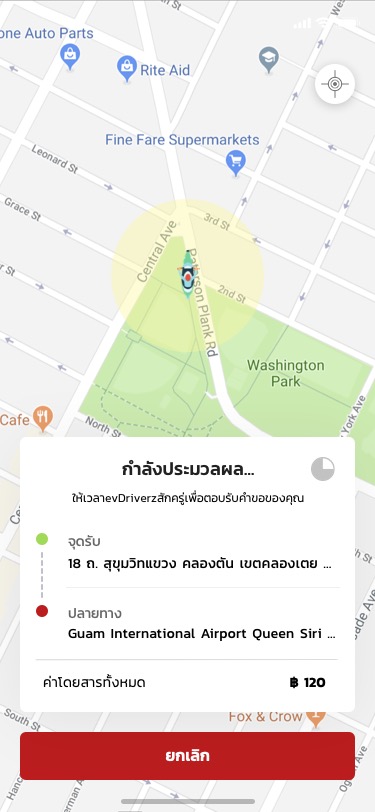 one Auto Parts
Rite Aid
Fine Fare Supermarkets
Leonard St
Grace St
3rd St
Central Ave
Paterson Plank Rd
2nd St
Washington
Park
York Ave
Cafe
North St
กำลังประมวลผล...
ให้เวลาevDriverzสักครู่เพื่อตอบรับคำขอของคุณ
จุดรับ
18 ถ. สุขุมวิทแขวง คลองตัน เขตคลองเตย ...
ปลายทาง
Guam International Airport Queen Siri ...
ค่าโดยสารทั้งหมด
฿ 120
South St
Fox & Crow
ยกเลิก